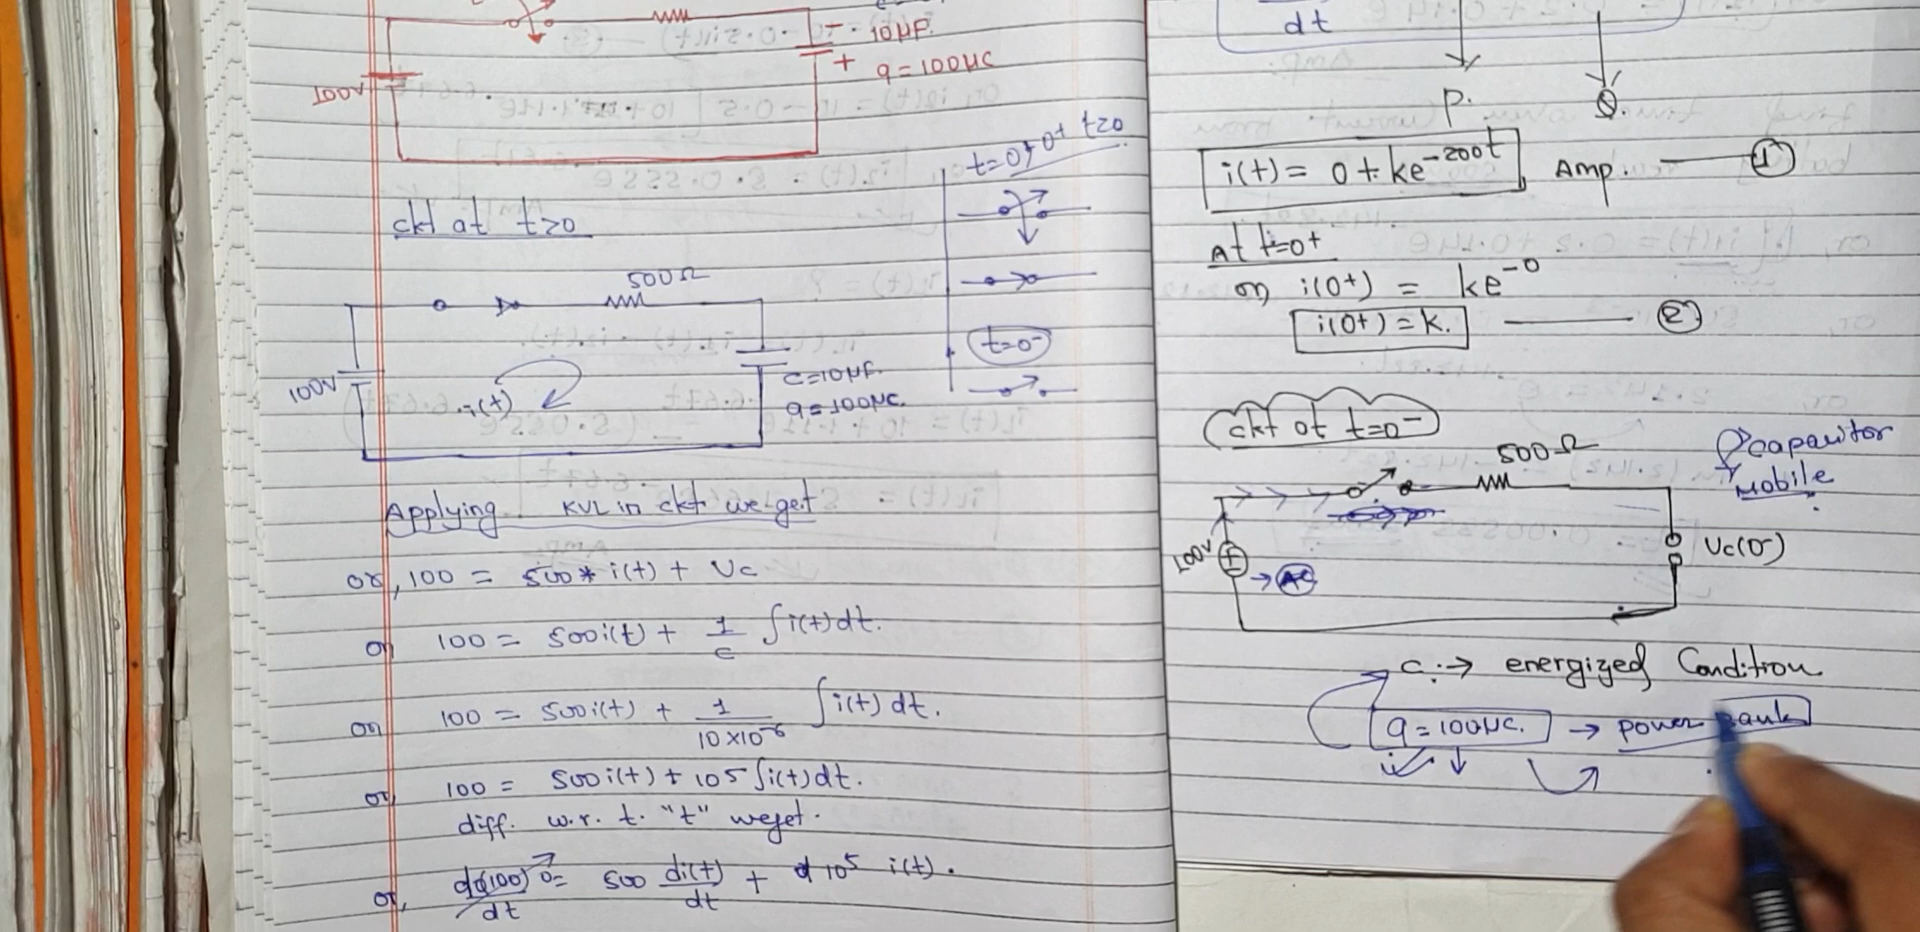 10μF.
+ q = 100μC
100V
t=0+0+ t≥0
ckt at t>0
500Ω
t=0-
100V
i(t)
C=10μF.
q=100μC.
Applying KVL in ckt we get
or, 100 = 500*i(t) + Vc
or 100 = 500i(t) + 1/c ∫i(t)dt.
or 100 = 500i(t) + 1/10×10-6 ∫i(t)dt.
or 100 = 500i(t) + 105 ∫i(t)dt.
diff. w.r.t. "t" we get.
or, d(100)/dt 0 = 500 di(t)/dt + 10^5 i(t).
dt
P. Q.
i(t) = 0 + ke^-200t Amp. — 1
At t=0+
or i(0+) = ke^-0
i(0+) = k. — 2
ckt at t=0-
500Ω
capacitor
Mobile
100V
Vc(0-)
C → energized Condition
q=100μC. → power bank